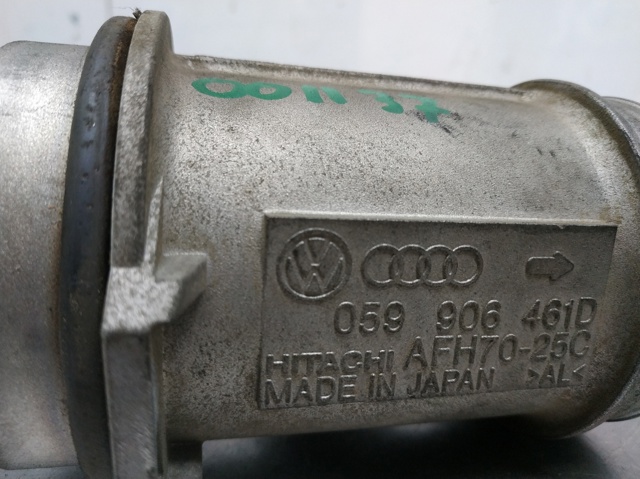 059 906 461D
HITACHI AFH70-25C
MADE IN JAPAN >AL<